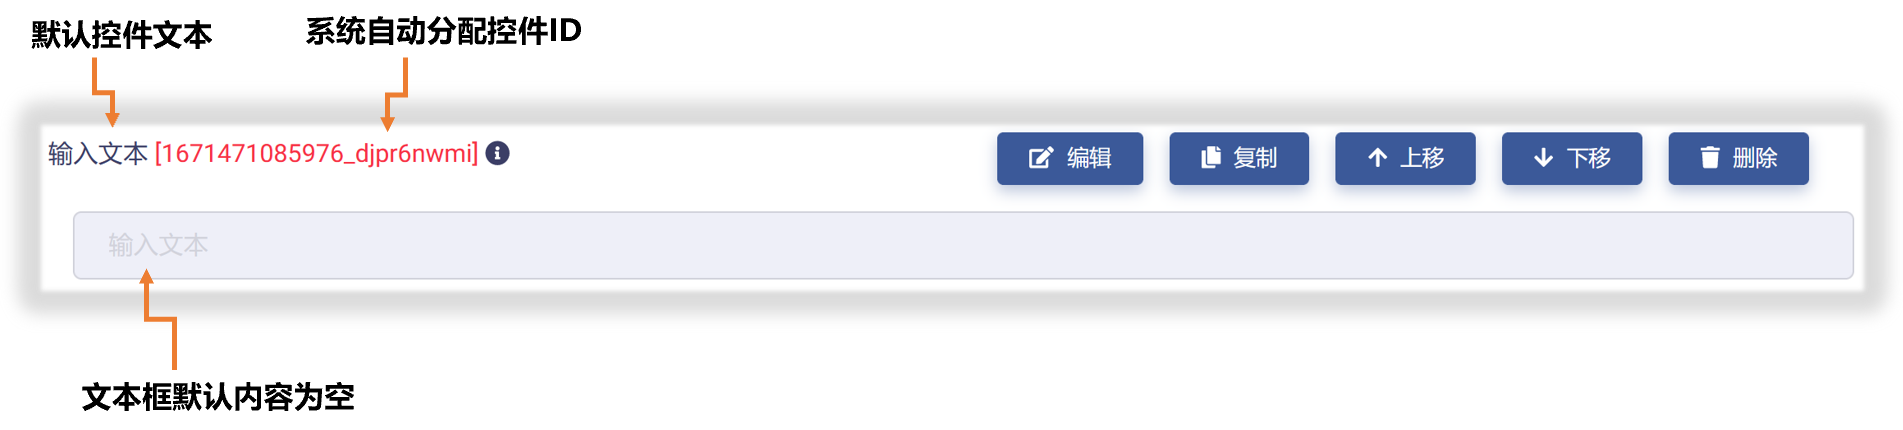 默认控件文本
系统自动分配控件ID
输入文本 [1671471085976_djpr6nwmi]
编辑
复制
上移
下移
删除
输入文本
文本框默认内容为空